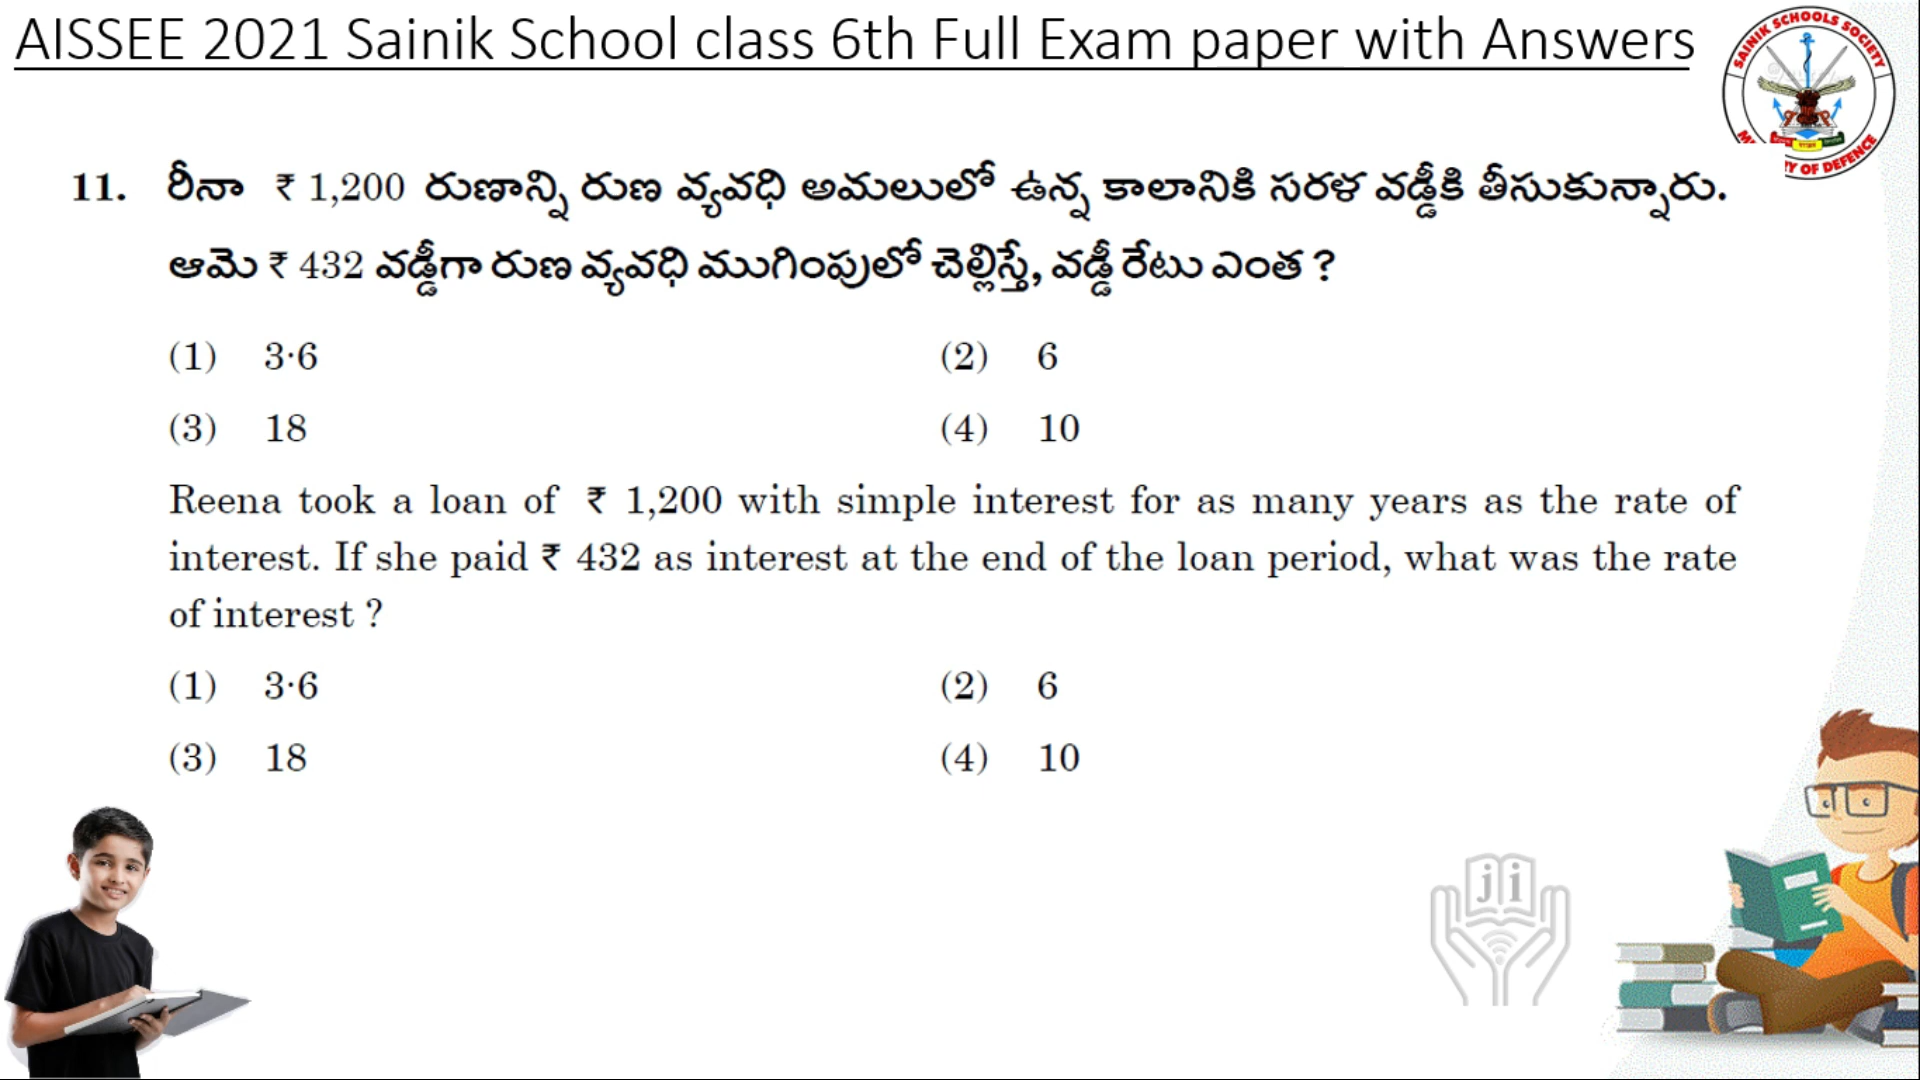 AISSEE 2021 Sainik School class 6th Full Exam paper with Answers
SAINIK SCHOOLS SOCIETY
OF DEFENCE
11. రీనా ₹ 1,200 రుణాన్ని రుణ వ్యవధి అమలులో ఉన్న కాలానికి సరళ వడ్డీకి తీసుకున్నారు.
ఆమె ₹ 432 వడ్డీగా రుణ వ్యవధి ముగింపులో చెల్లిస్తే, వడ్డీ రేటు ఎంత ?
(1) 3·6 (2) 6
(3) 18 (4) 10
Reena took a loan of ₹ 1,200 with simple interest for as many years as the rate of
interest. If she paid ₹ 432 as interest at the end of the loan period, what was the rate
of interest ?
(1) 3·6 (2) 6
(3) 18 (4) 10
ji